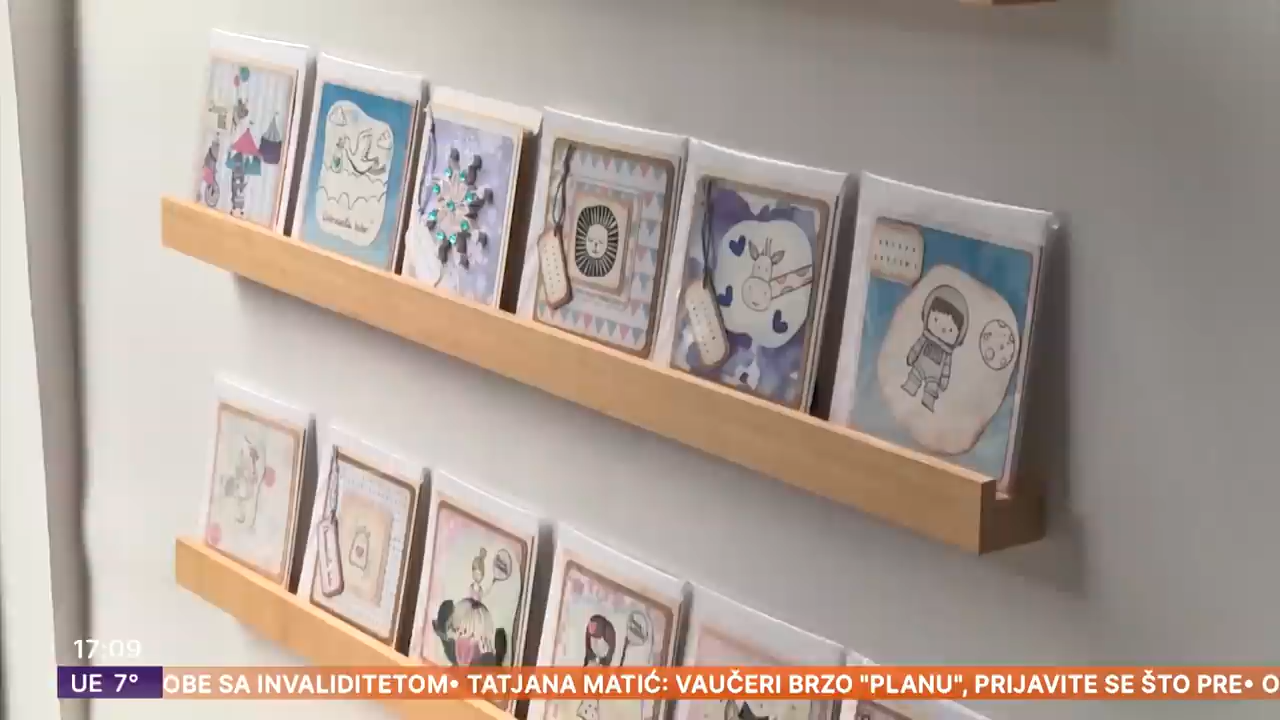 17:09
UE 7° OBE SA INVALIDITETOM• TATJANA MATIĆ: VAUČERI BRZO "PLANU", PRIJAVITE SE ŠTO PRE• O